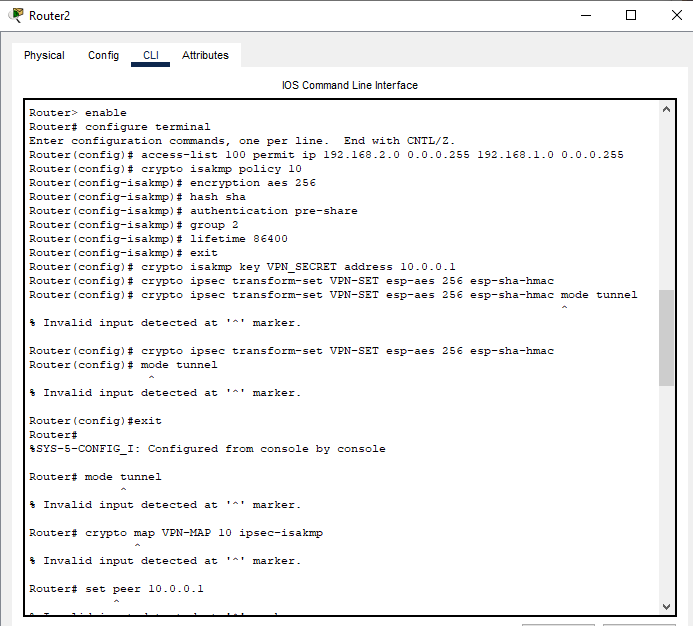 Router2
Physical Config CLI Attributes
IOS Command Line Interface
Router> enable
Router# configure terminal
Enter configuration commands, one per line.  End with CNTL/Z.
Router(config)# access-list 100 permit ip 192.168.2.0 0.0.0.255 192.168.1.0 0.0.0.255
Router(config)# crypto isakmp policy 10
Router(config-isakmp)# encryption aes 256
Router(config-isakmp)# hash sha
Router(config-isakmp)# authentication pre-share
Router(config-isakmp)# group 2
Router(config-isakmp)# lifetime 86400
Router(config-isakmp)# exit
Router(config)# crypto isakmp key VPN_SECRET address 10.0.0.1
Router(config)# crypto ipsec transform-set VPN-SET esp-aes 256 esp-sha-hmac
Router(config)# crypto ipsec transform-set VPN-SET esp-aes 256 esp-sha-hmac mode tunnel
^
% Invalid input detected at '^' marker.
Router(config)# crypto ipsec transform-set VPN-SET esp-aes 256 esp-sha-hmac
Router(config)# mode tunnel
^
% Invalid input detected at '^' marker.
Router(config)#exit
Router#
%SYS-5-CONFIG_I: Configured from console by console
Router# mode tunnel
^
% Invalid input detected at '^' marker.
Router# crypto map VPN-MAP 10 ipsec-isakmp
^
% Invalid input detected at '^' marker.
Router# set peer 10.0.0.1
^